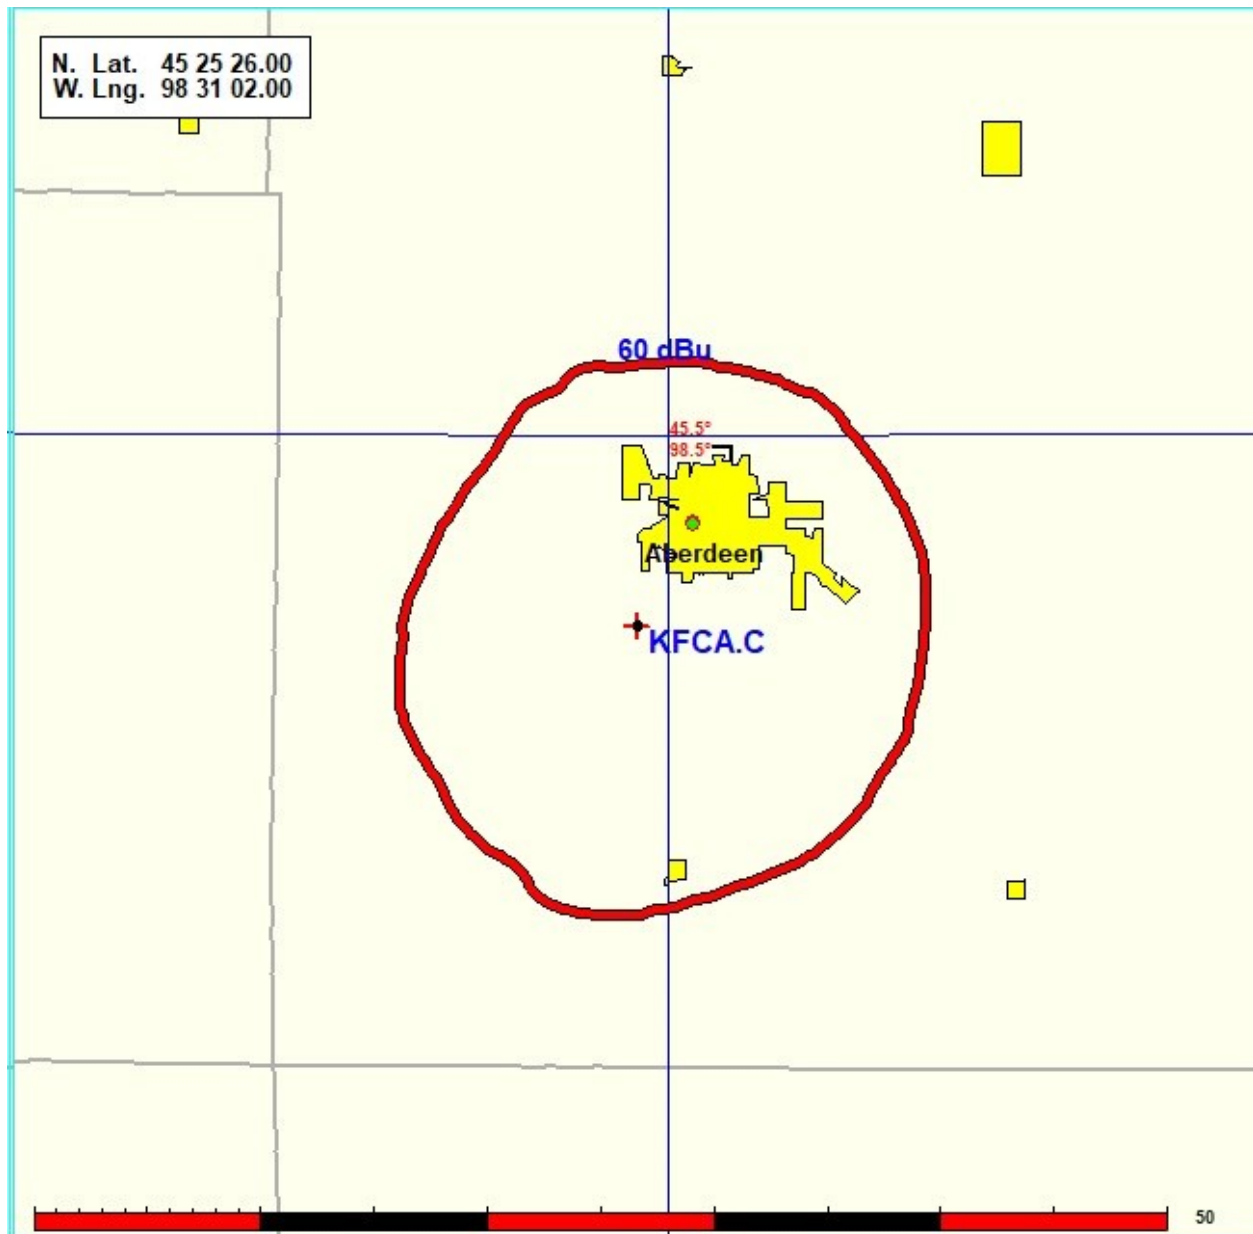 N. Lat. 45 25 26.00
W. Lng. 98 31 02.00
60 dBu
45.5°
98.5°
Aberdeen
KFCA.C
50